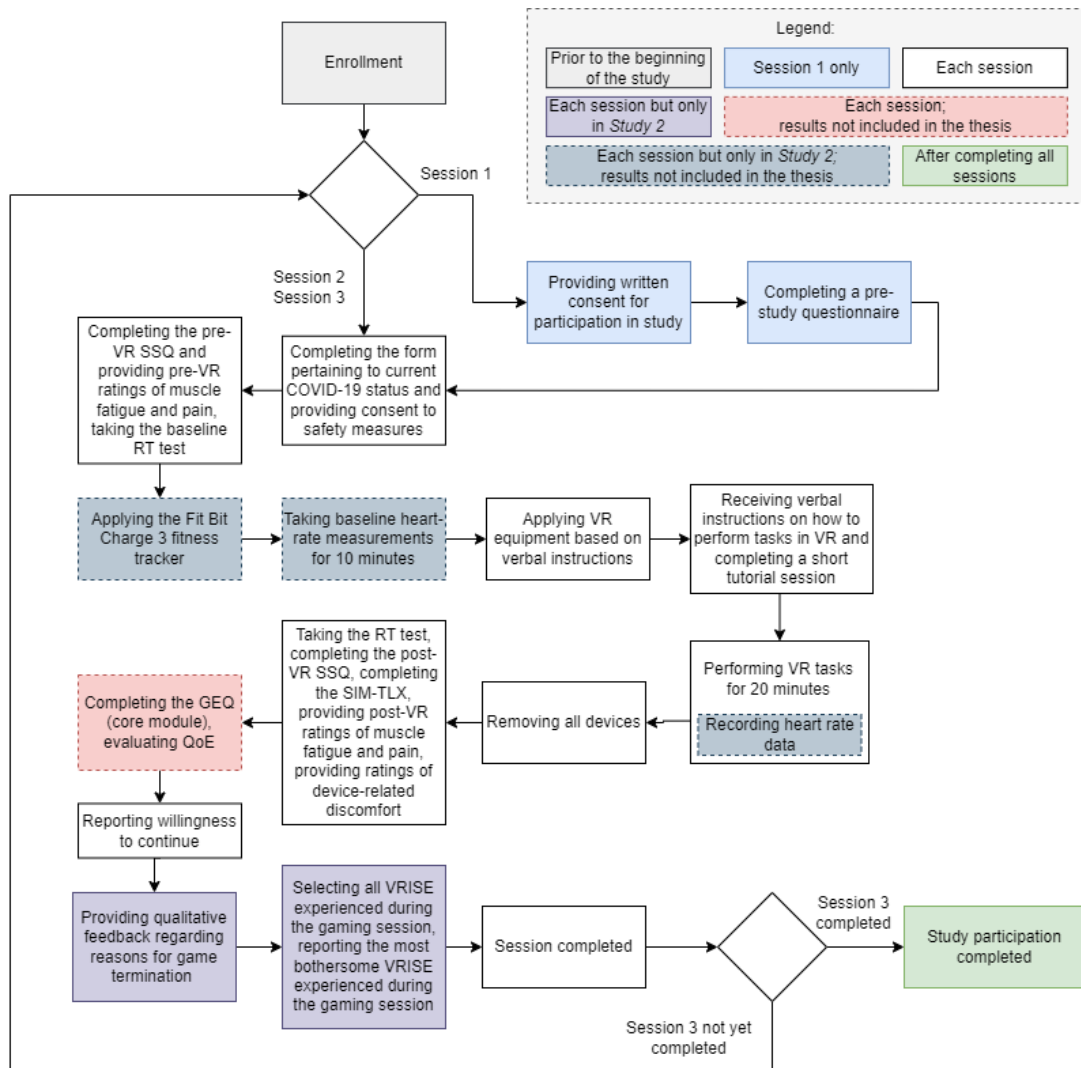 Enrollment
Legend:
Prior to the beginning
of the study
Session 1 only
Each session
Each session but only
in Study 2
Each session;
results not included in the thesis
Each session but only in Study 2;
results not included in the thesis
After completing all
sessions
Session 1
Session 2
Session 3
Providing written
consent for
participation in study
Completing a pre-
study questionnaire
Completing the form
pertaining to current
COVID-19 status and
providing consent to
safety measures
Completing the pre-
VR SSQ and
providing pre-VR
ratings of muscle
fatigue and pain,
taking the baseline
RT test
Applying the Fit Bit
Charge 3 fitness
tracker
Taking baseline heart-
rate measurements
for 10 minutes
Applying VR
equipment based on
verbal instructions
Receiving verbal
instructions on how to
perform tasks in VR and
completing a short
tutorial session
Performing VR tasks
for 20 minutes
Recording heart rate
data
Removing all devices
Taking the RT test,
completing the post-
VR SSQ, completing
the SIM-TLX,
providing post-VR
ratings of muscle
fatigue and pain,
providing ratings of
device-related
discomfort
Completing the GEQ
(core module),
evaluating QoE
Reporting willingness
to continue
Providing qualitative
feedback regarding
reasons for game
termination
Selecting all VRISE
experienced during
the gaming session,
reporting the most
bothersome VRISE
experienced during
the gaming session
Session completed
Session 3
completed
Study participation
completed
Session 3 not yet
completed